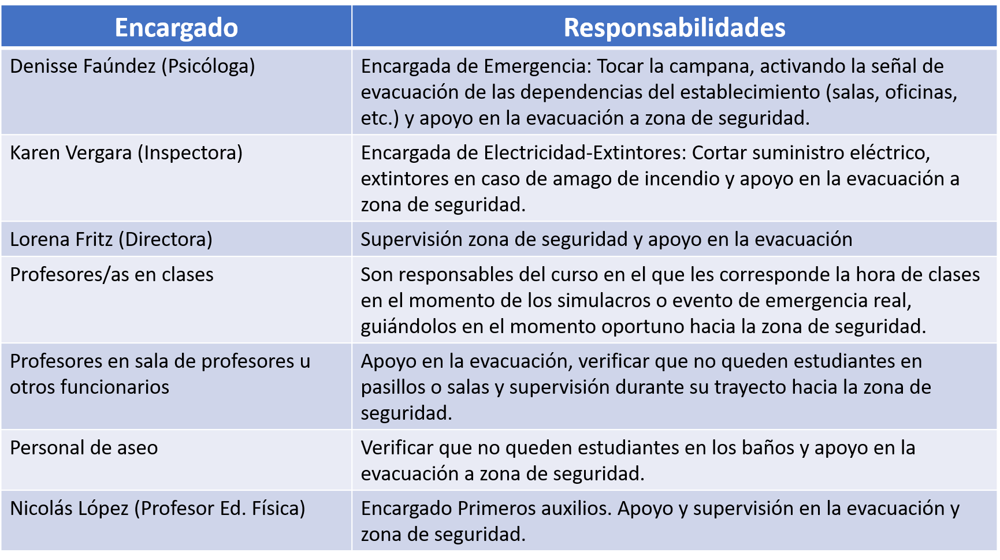 Encargado
Responsabilidades
Denisse Faúndez (Psicóloga)
Encargada de Emergencia: Tocar la campana, activando la señal de
evacuación de las dependencias del establecimiento (salas, oficinas,
etc.) y apoyo en la evacuación a zona de seguridad.
Karen Vergara (Inspectora)
Encargada de Electricidad-Extintores: Cortar suministro eléctrico,
extintores en caso de amago de incendio y apoyo en la evacuación a
zona de seguridad.
Lorena Fritz (Directora)
Supervisión zona de seguridad y apoyo en la evacuación
Profesores/as en clases
Son responsables del curso en el que les corresponde la hora de clases
en el momento de los simulacros o evento de emergencia real,
guiándolos en el momento oportuno hacia la zona de seguridad.
Profesores en sala de profesores u
otros funcionarios
Apoyo en la evacuación, verificar que no queden estudiantes en
pasillos o salas y supervisión durante su trayecto hacia la zona de
seguridad.
Personal de aseo
Verificar que no queden estudiantes en los baños y apoyo en la
evacuación a zona de seguridad.
Nicolás López (Profesor Ed. Física)
Encargado Primeros auxilios. Apoyo y supervisión en la evacuación y
zona de seguridad.